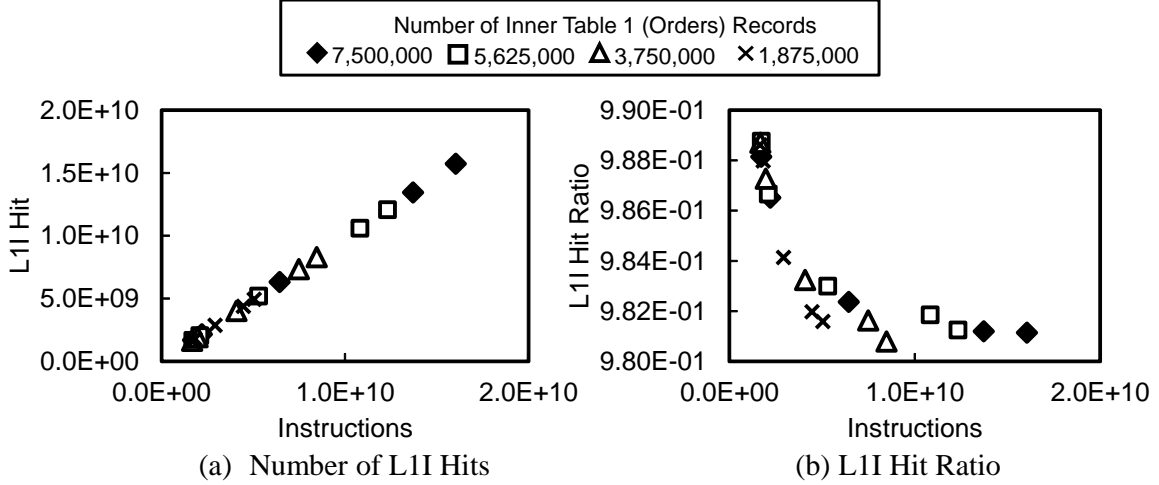 Number of Inner Table 1 (Orders) Records
7,500,000 5,625,000 3,750,000 1,875,000
2.0E+10
1.5E+10
1.0E+10
5.0E+09
0.0E+00
L1I Hit
0.0E+00 1.0E+10 2.0E+10
Instructions
(a) Number of L1I Hits
9.90E-01
9.88E-01
9.86E-01
9.84E-01
9.82E-01
9.80E-01
L1I Hit Ratio
0.0E+00 1.0E+10 2.0E+10
Instructions
(b) L1I Hit Ratio